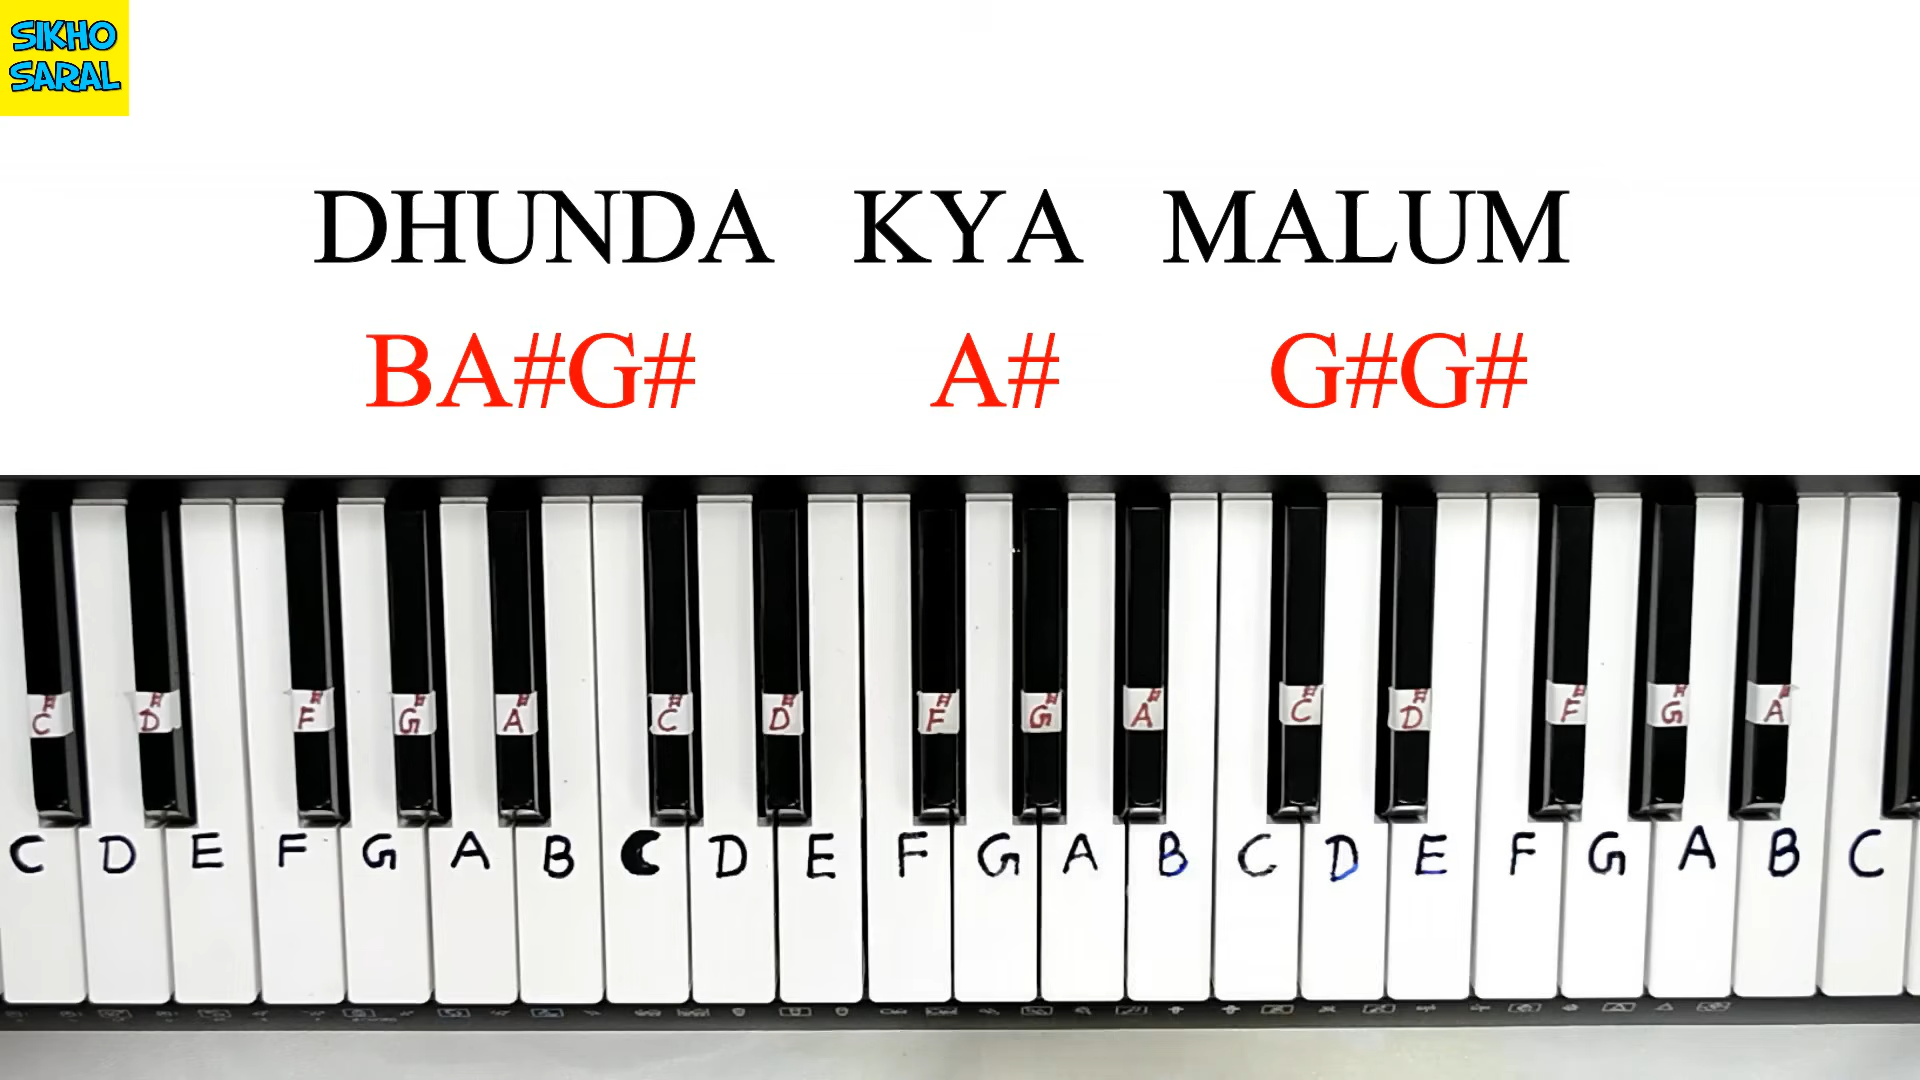 SIKHO
SARAL
DHUNDA KYA MALUM
BA#G# A# G#G#
C# D# F# G# A# C# D# F# G# A# C# D# F# G# A#
C D E F G A B C D E F G A B C D E F G A B C